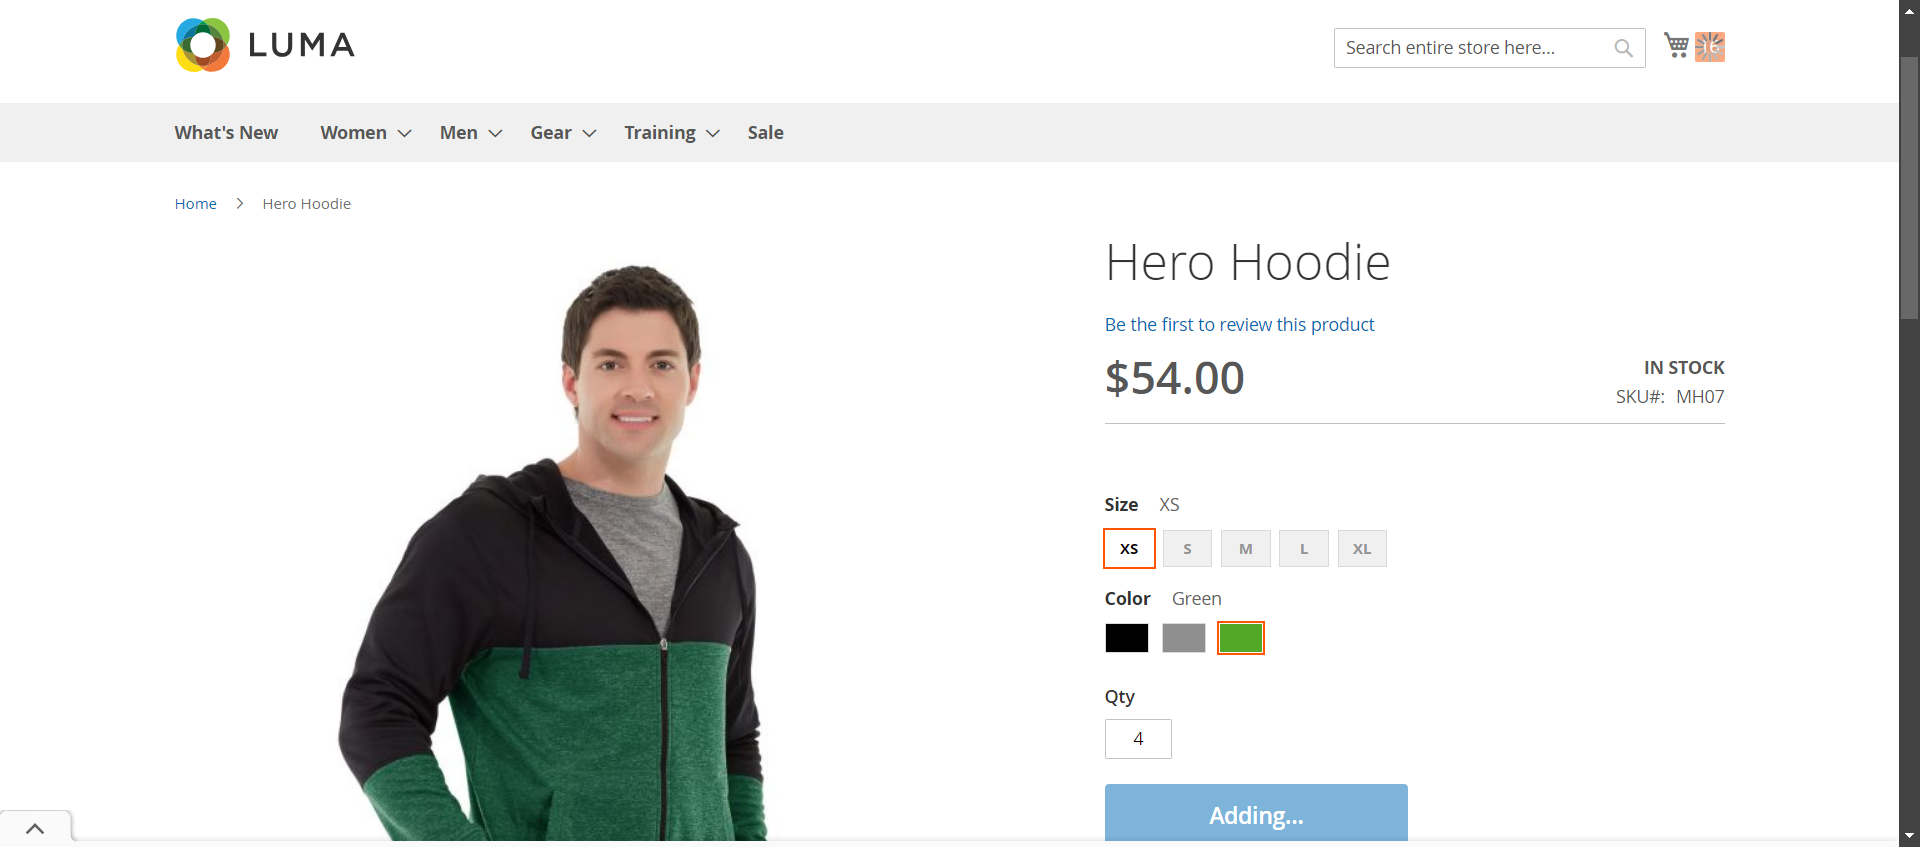 LUMA
Search entire store here...
16
What's New Women Men Gear Training Sale
Home Hero Hoodie
Hero Hoodie
Be the first to review this product
$54.00
IN STOCK
SKU#: MH07
Size XS
XS S M L XL
Color Green
Qty
4
Adding...